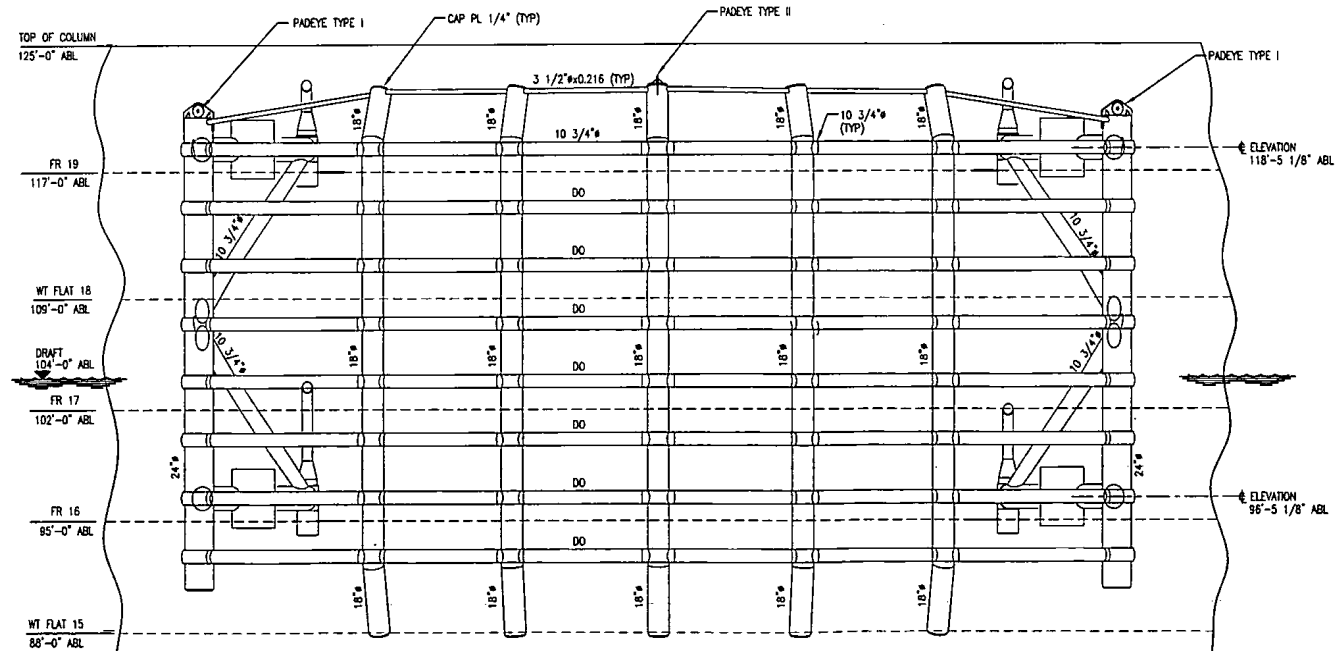 PADEYE TYPE I
CAP PL 1/4" (TYP)
PADEYE TYPE II
PADEYE TYPE I
TOP OF COLUMN
125'-0" ABL
3 1/2"ø x0.216 (TYP)
18"ø
18"ø
18"ø
18"ø
18"ø
10 3/4"ø
10 3/4"ø
(TYP)
℄ ELEVATION
118'-5 1/8" ABL
FR 19
117'-0" ABL
DO
10 3/4"ø
10 3/4"ø
DO
WT FLAT 18
109'-0" ABL
DO
10 3/4"ø
10 3/4"ø
18"ø
18"ø
18"ø
18"ø
18"ø
DRAFT
104'-0" ABL
DO
FR 17
102'-0" ABL
DO
24"ø
24"ø
DO
℄ ELEVATION
96'-5 1/8" ABL
FR 16
95'-0" ABL
DO
18"ø
18"ø
18"ø
18"ø
18"ø
WT FLAT 15
88'-0" ABL